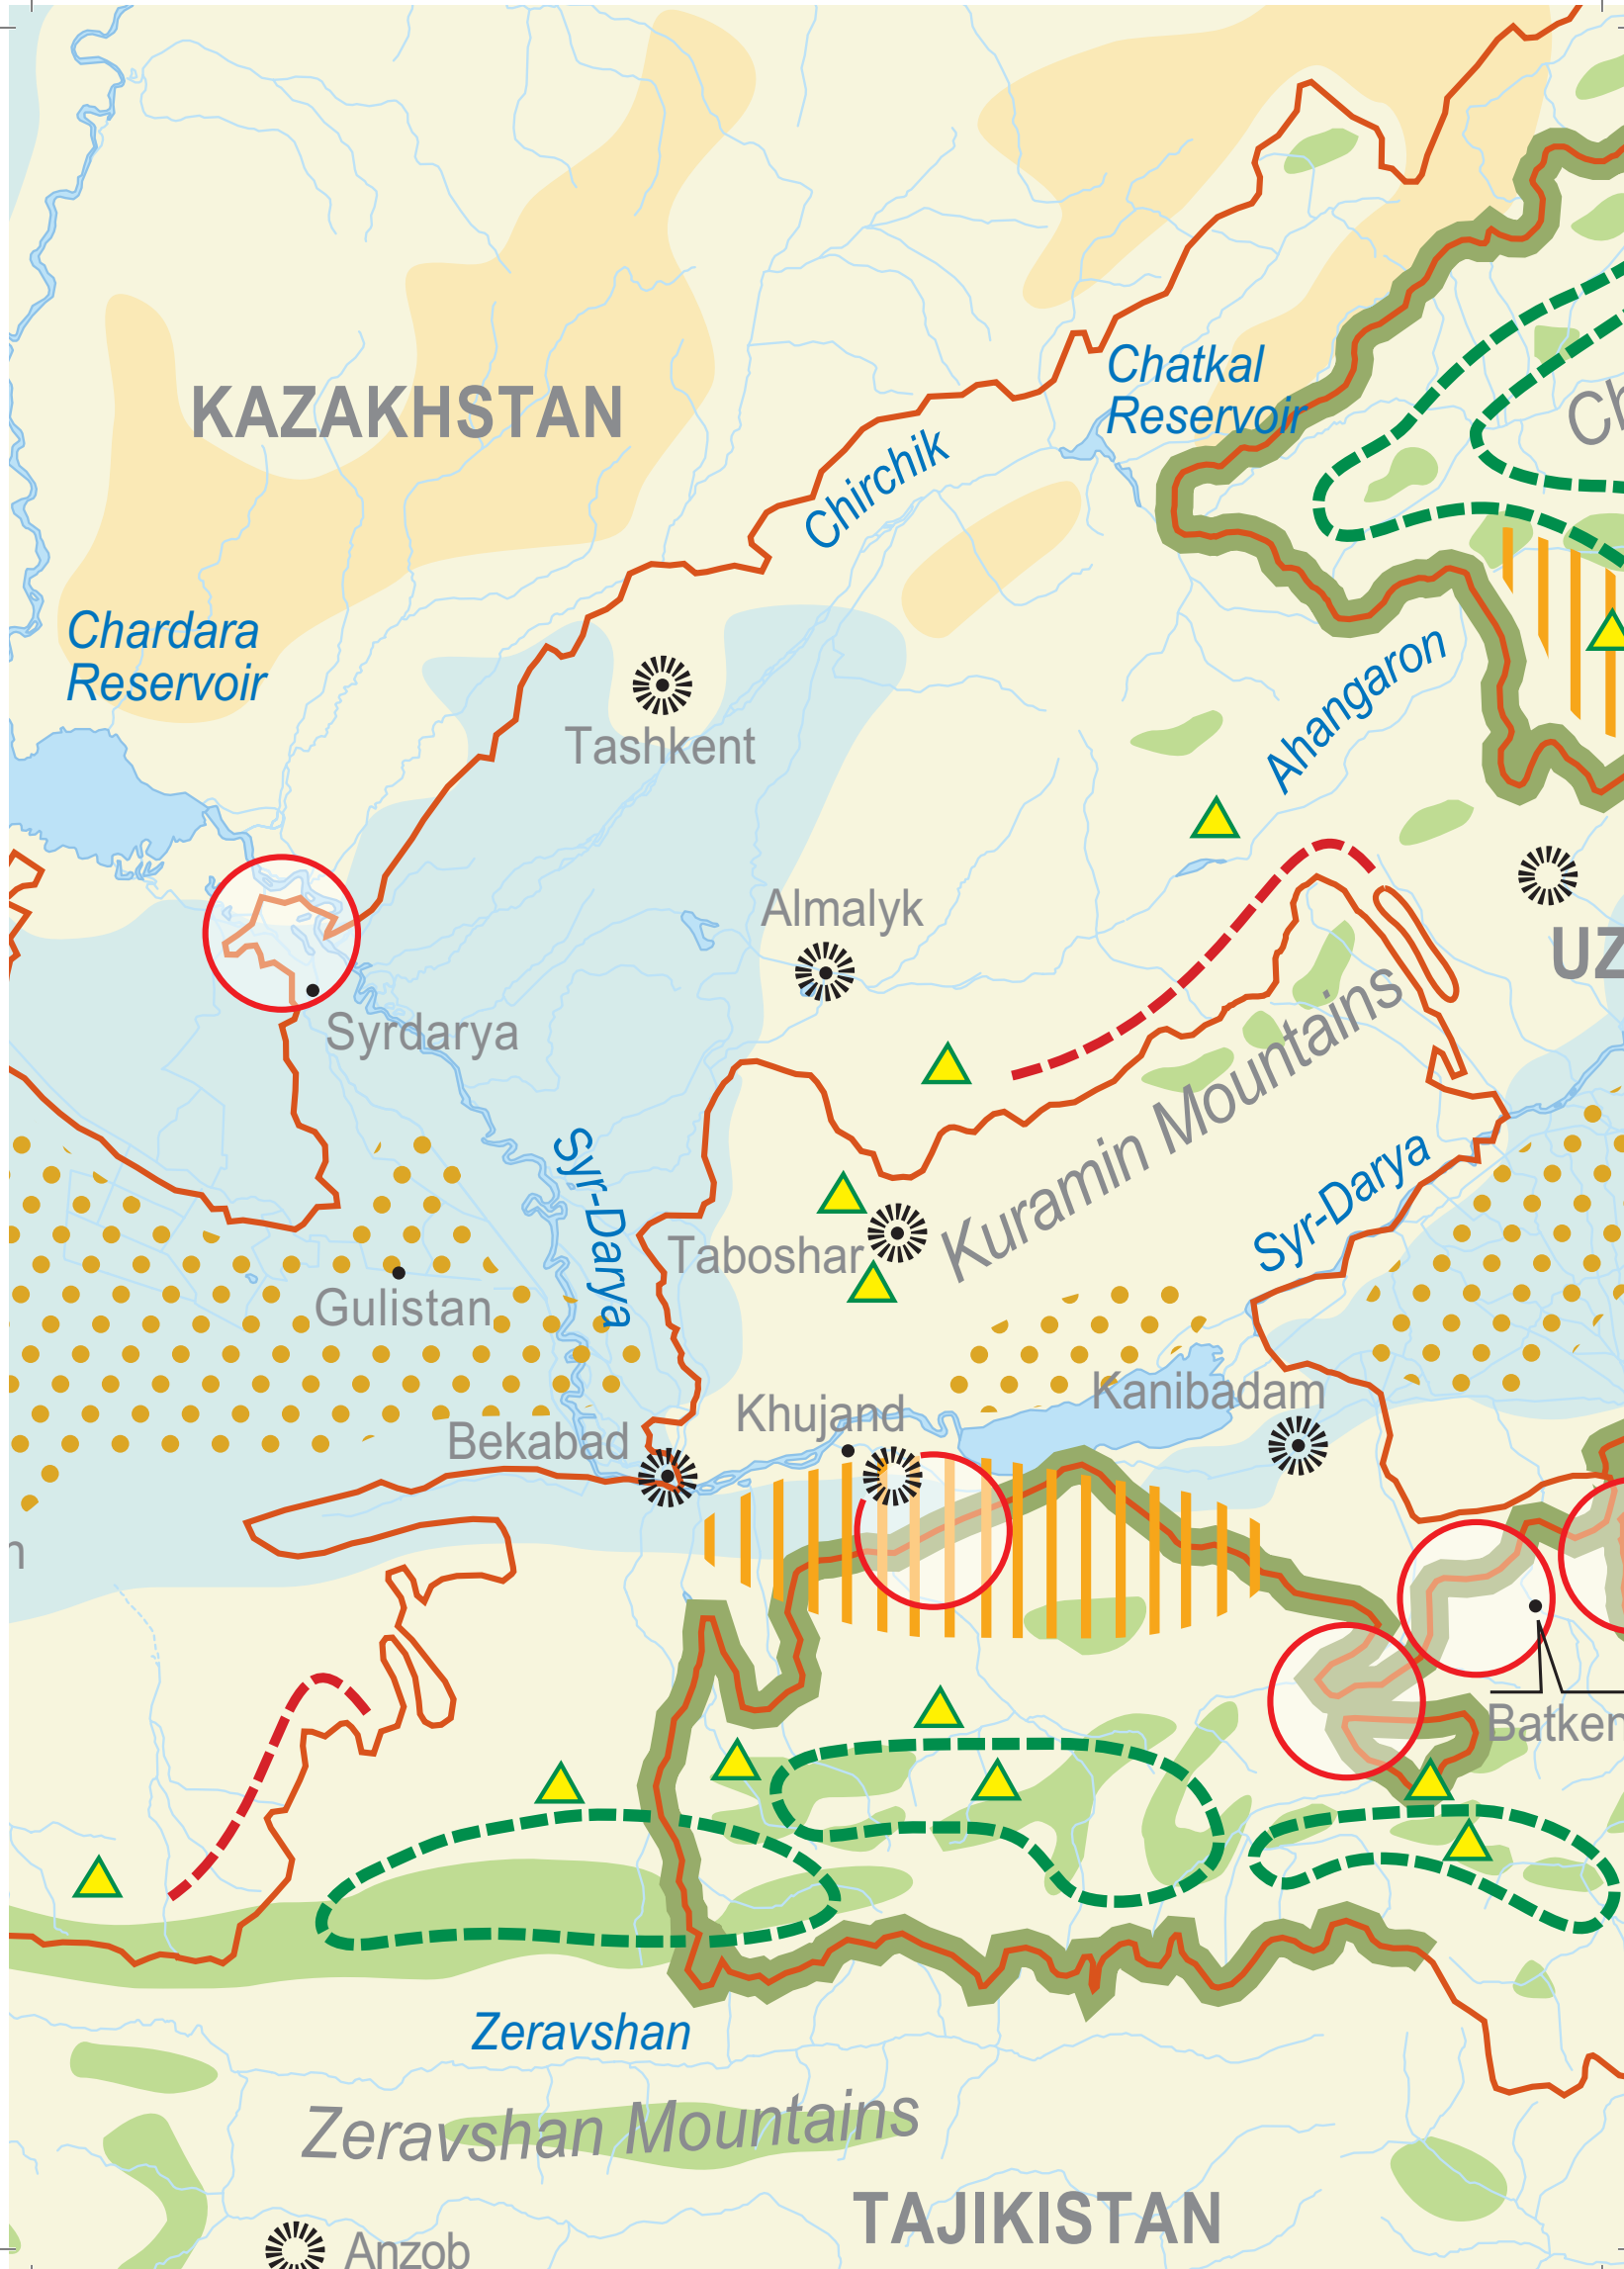 KAZAKHSTAN
Chatkal
Reservoir
Chirchik
Chardara
Reservoir
Tashkent
Ahangaron
Almalyk
Syrdarya
Kuramin Mountains
Syr-Darya
Syr-Darya
Taboshar
Gulistan
Kanibadam
Khujand
Bekabad
Batken
Zeravshan
Zeravshan Mountains
TAJIKISTAN
Anzob